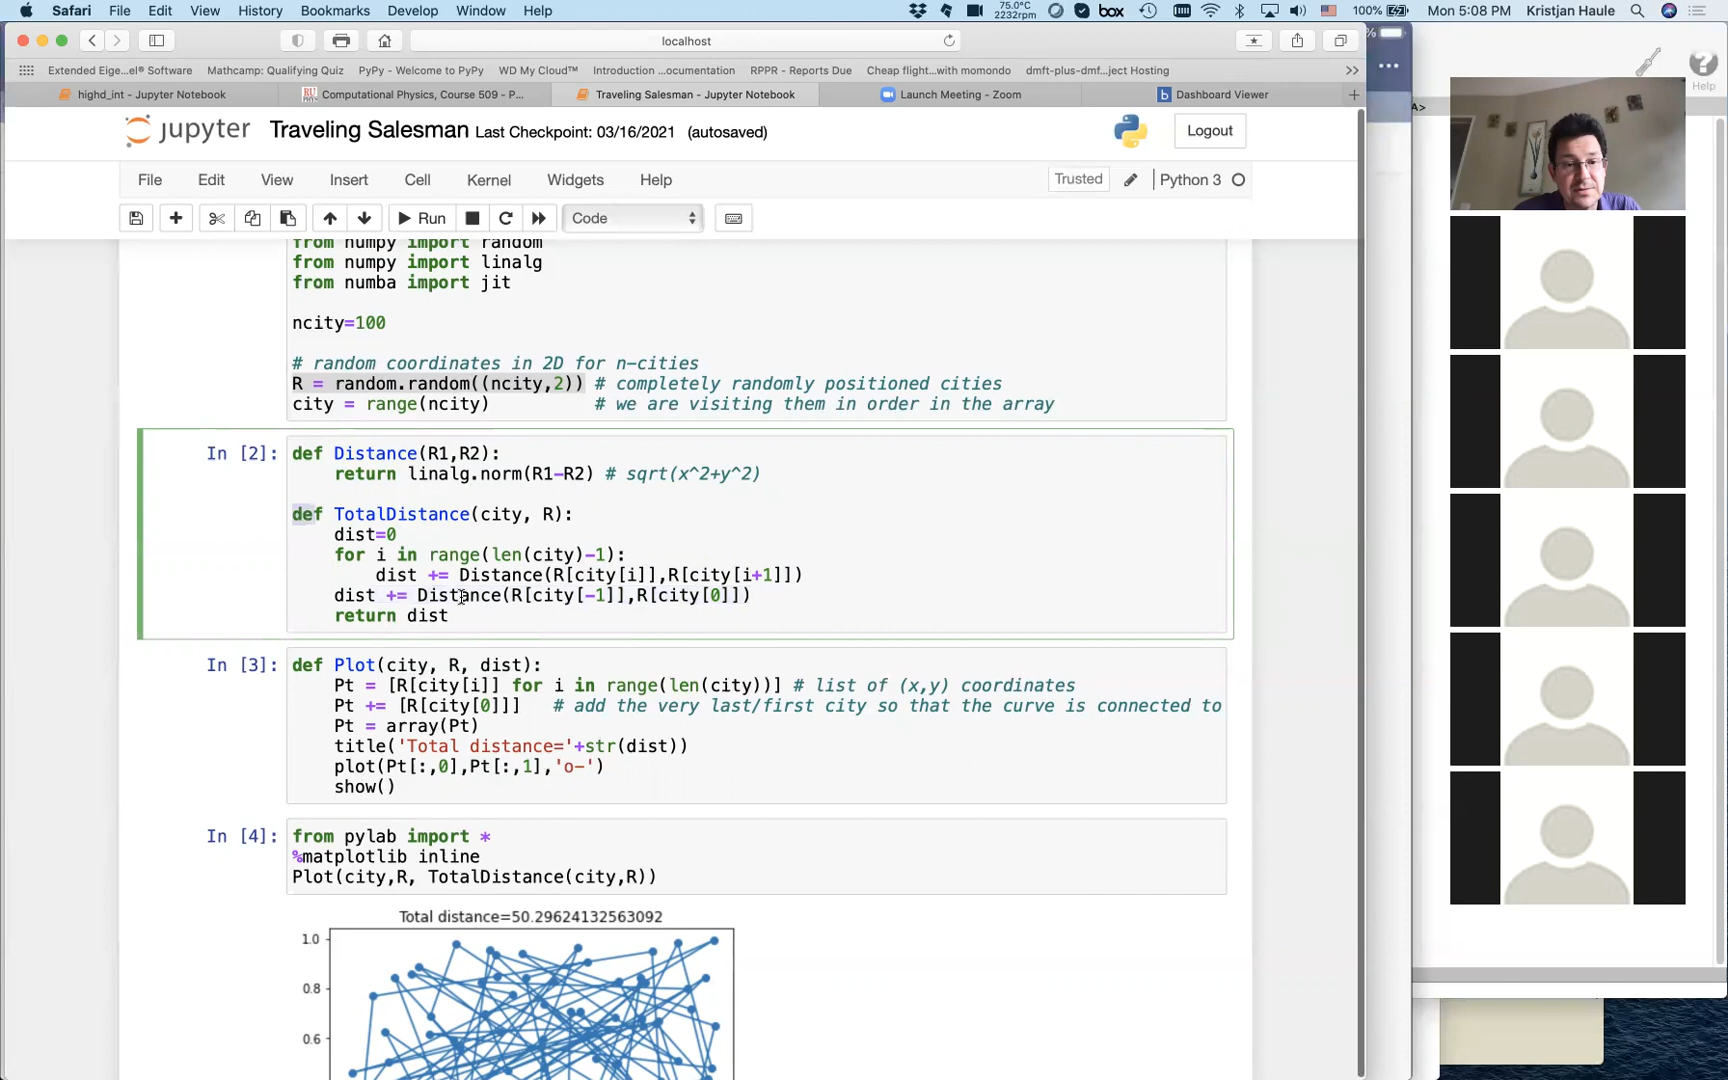 Safari File Edit View History Bookmarks Develop Window Help
75.0°C
2232rpm
box
100%
Mon 5:08 PM Kristjan Haule
localhost
Extended Eige...el® Software Mathcamp: Qualifying Quiz PyPy - Welcome to PyPy WD My Cloud™ Introduction ...ocumentation RPPR - Reports Due Cheap flight...with momondo dmft-plus-dmf...ject Hosting
highd_int - Jupyter Notebook Computational Physics, Course 509 - P... Traveling Salesman - Jupyter Notebook Launch Meeting - Zoom Dashboard Viewer
Help
A>
jupyter Traveling Salesman Last Checkpoint: 03/16/2021 (autosaved) Logout
File Edit View Insert Cell Kernel Widgets Help
Trusted Python 3
Run Code
from numpy import random
from numpy import linalg
from numba import jit
ncity=100
# random coordinates in 2D for n-cities
R = random.random((ncity,2)) # completely randomly positioned cities
city = range(ncity) # we are visiting them in order in the array
In [2]: def Distance(R1,R2):
return linalg.norm(R1-R2) # sqrt(x^2+y^2)
def TotalDistance(city, R):
dist=0
for i in range(len(city)-1):
dist += Distance(R[city[i]],R[city[i+1]])
dist += Distance(R[city[-1]],R[city[0]])
return dist
In [3]: def Plot(city, R, dist):
Pt = [R[city[i]] for i in range(len(city))] # list of (x,y) coordinates
Pt += [R[city[0]]] # add the very last/first city so that the curve is connected to
Pt = array(Pt)
title('Total distance='+str(dist))
plot(Pt[:,0],Pt[:,1],'o-')
show()
In [4]: from pylab import *
%matplotlib inline
Plot(city,R, TotalDistance(city,R))
Total distance=50.29624132563092
1.0
0.8
0.6